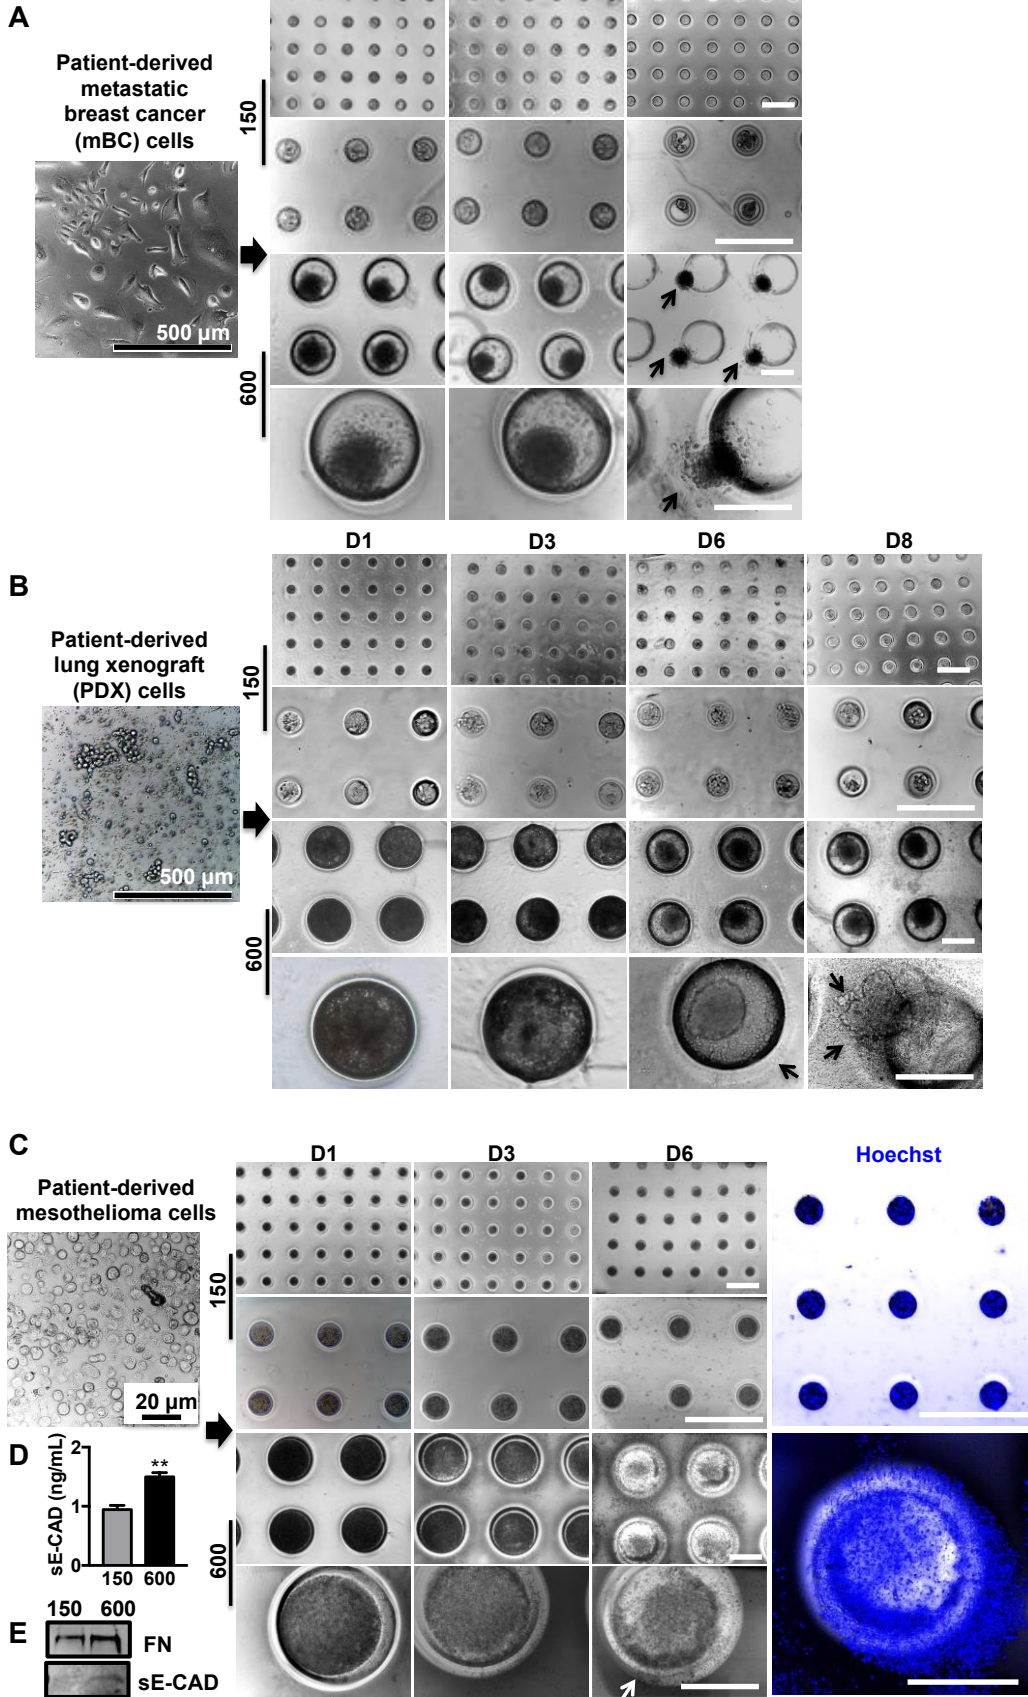 A
Patient-derived
metastatic
breast cancer
(mBC) cells
500 µm
150
600
D1 D3 D6 D8
B
Patient-derived
lung xenograft
(PDX) cells
500 µm
150
600
C
D1 D3 D6 Hoechst
Patient-derived
mesothelioma cells
20 µm
150
600
D
sE-CAD (ng/mL)
2
**
1
0
150 600
E
150 600
FN
sE-CAD